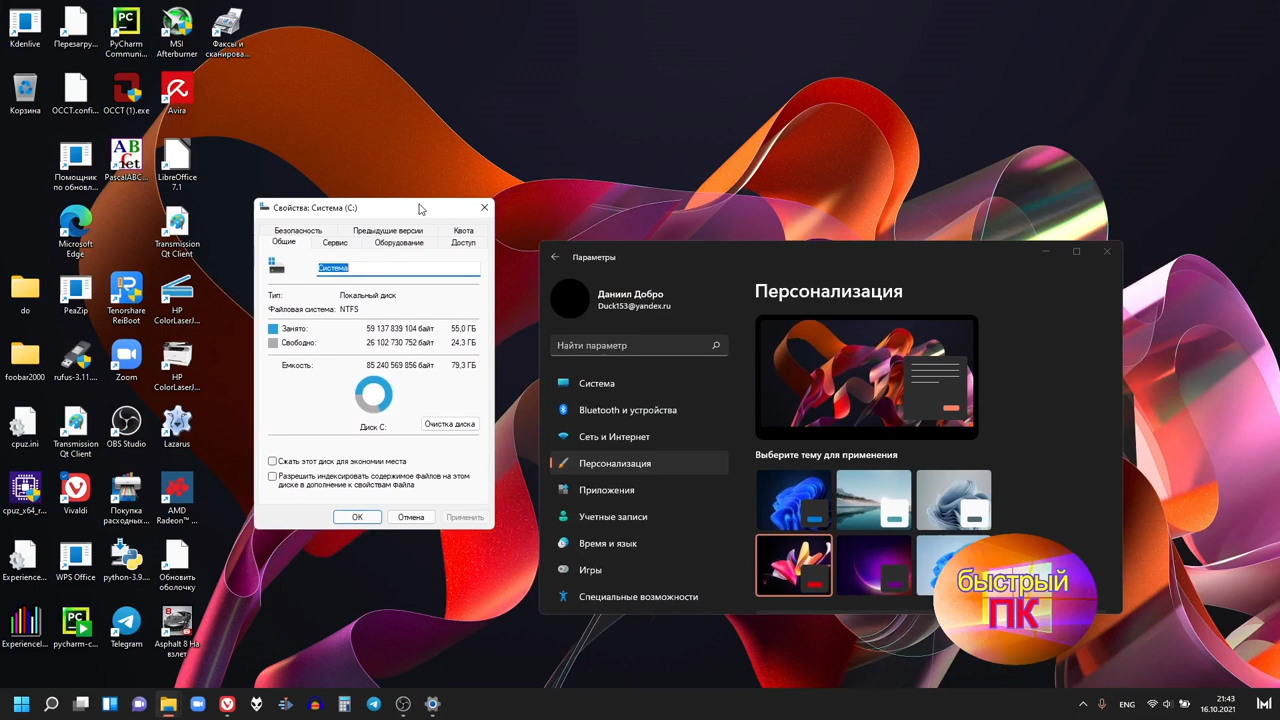 Kdenlive
Перезагру...
PyCharm
Communi...
MSI
Afterburner
Факсы и
сканирова...
Корзина
OCCT.confi...
OCCT (1).exe
Avira
Помощник
по обновл...
PascalABC...
LibreOffice
7.1
Microsoft
Edge
Transmission
Qt Client
do
PeaZip
Tenorshare
ReiBoot
HP
ColorLaserJ...
foobar2000
rufus-3.11....
Zoom
HP
ColorLaserJ...
cpuz.ini
Transmission
Qt Client
OBS Studio
Lazarus
cpuz_x64_r...
Vivaldi
Покупка
расходных...
AMD
Radeon™ ...
Experience...
WPS Office
python-3.9...
Обновить
оболочку
Experiencel...
pycharm-c...
Telegram
Asphalt 8 На
взлет
Свойства: Система (C:)
Безопасность
Предыдущие версии
Квота
Общие
Сервис
Оборудование
Доступ
Система
Тип: Локальный диск
Файловая система: NTFS
Занято: 59 137 839 104 байт 55,0 ГБ
Свободно: 26 102 730 752 байт 24,3 ГБ
Емкость: 85 240 569 856 байт 79,3 ГБ
Диск C:
Очистка диска
Сжать этот диск для экономии места
Разрешить индексировать содержимое файлов на этом
диске в дополнение к свойствам файла
OK
Отмена
Применить
Параметры
Даниил Добро
Duck153@yandex.ru
Найти параметр
Система
Bluetooth и устройства
Сеть и Интернет
Персонализация
Приложения
Учетные записи
Время и язык
Игры
Специальные возможности
Персонализация
Выберите тему для применения
быстрый
ПК
ENG
21:43
16.10.2021